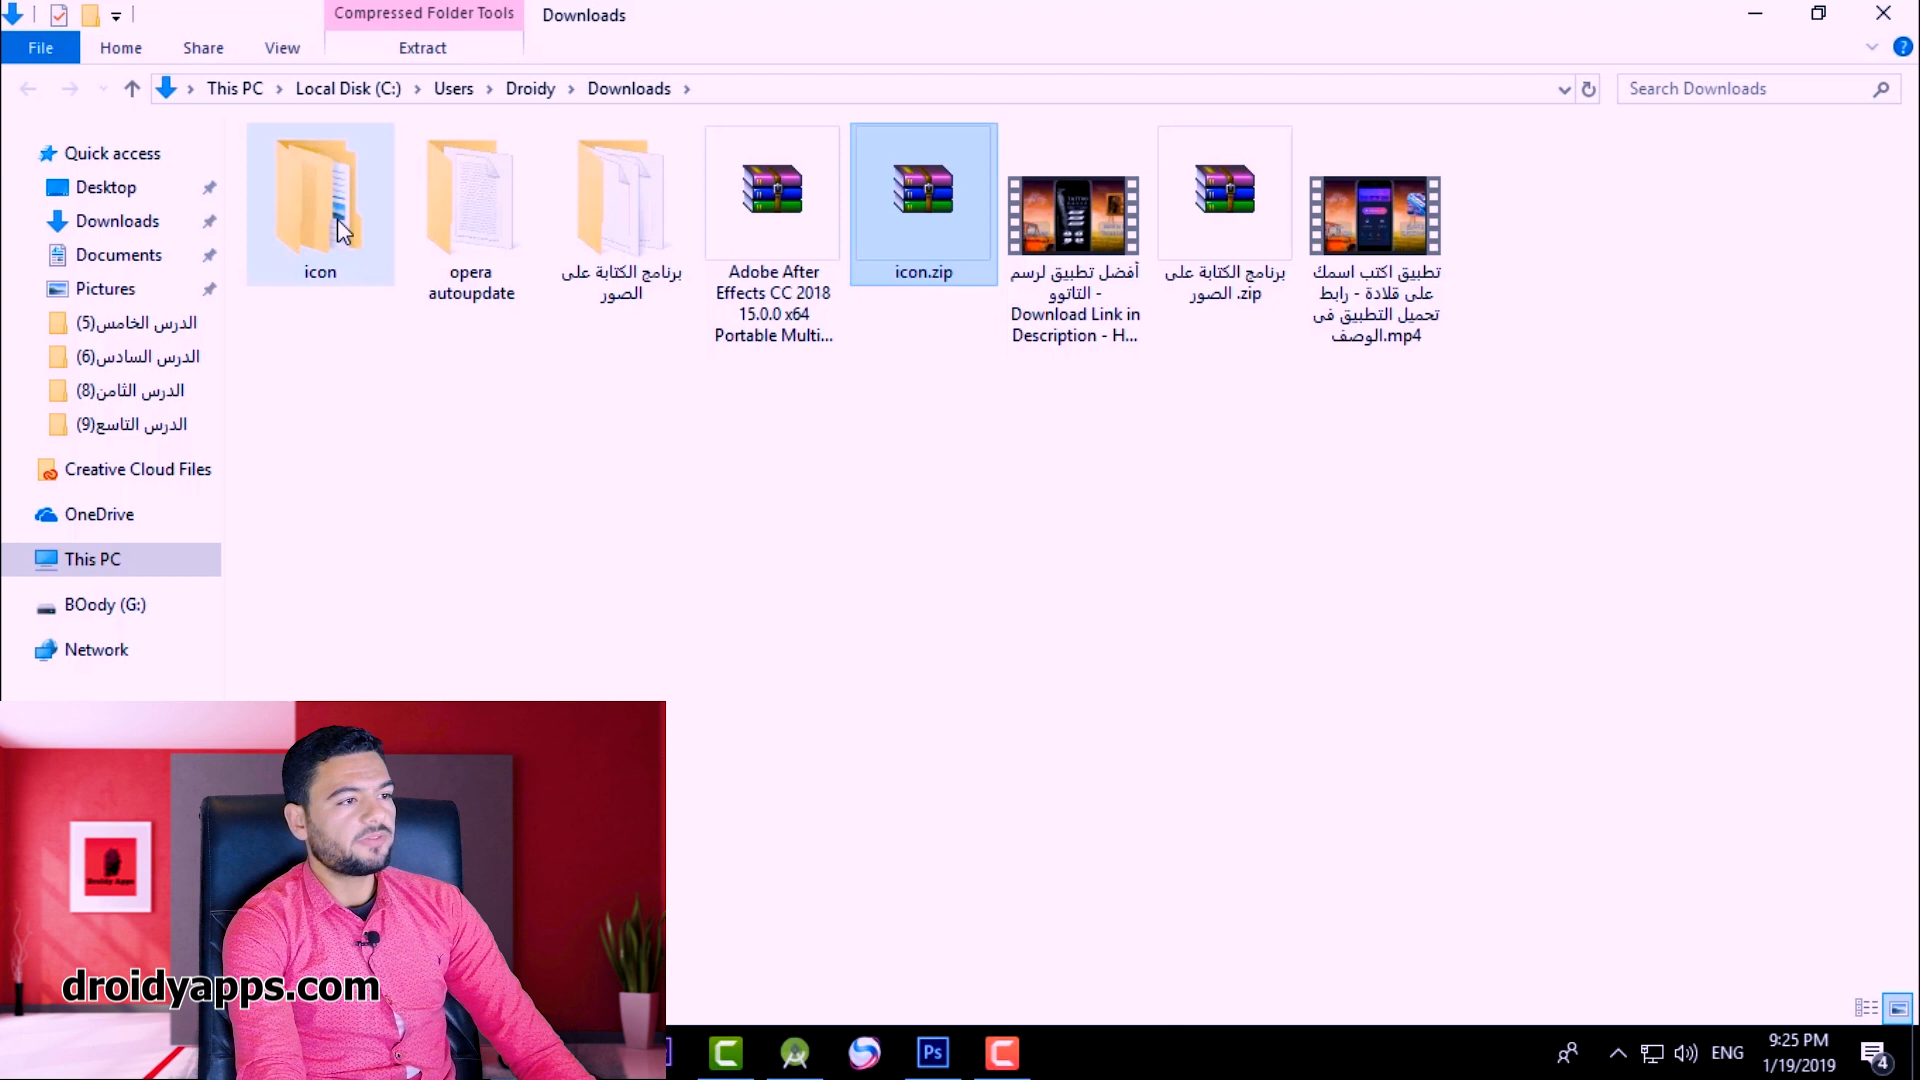 Compressed Folder Tools
Downloads
File
Home
Share
View
Extract
This PC
Local Disk (C:)
Users
Droidy
Downloads
Search Downloads
Quick access
Desktop
Downloads
Documents
Pictures
الدرس الخامس(5)
الدرس السادس(6)
الدرس الثامن(8)
الدرس التاسع(9)
Creative Cloud Files
OneDrive
This PC
BOody (G:)
Network
icon
opera
autoupdate
برنامج الكتابة على
الصور
Adobe After
Effects CC 2018
15.0.0 x64
Portable Multi...
icon.zip
أفضل تطبيق لرسم
التاتوو -
Download Link in
Description - H...
برنامج الكتابة على
الصور .zip
تطبيق اكتب اسمك
على قلادة - رابط
تحميل التطبيق فى
الوصف.mp4
Droidy Apps
droidyapps.com
Ps
ENG
9:25 PM
1/19/2019
4